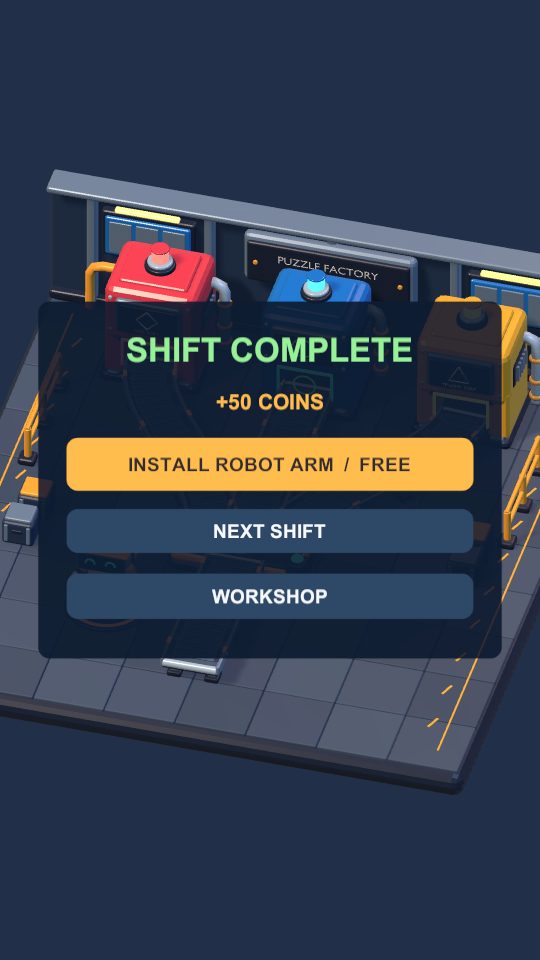 PUZZLE FACTORY
SHIFT COMPLETE
+50 COINS
INSTALL ROBOT ARM / FREE
NEXT SHIFT
WORKSHOP